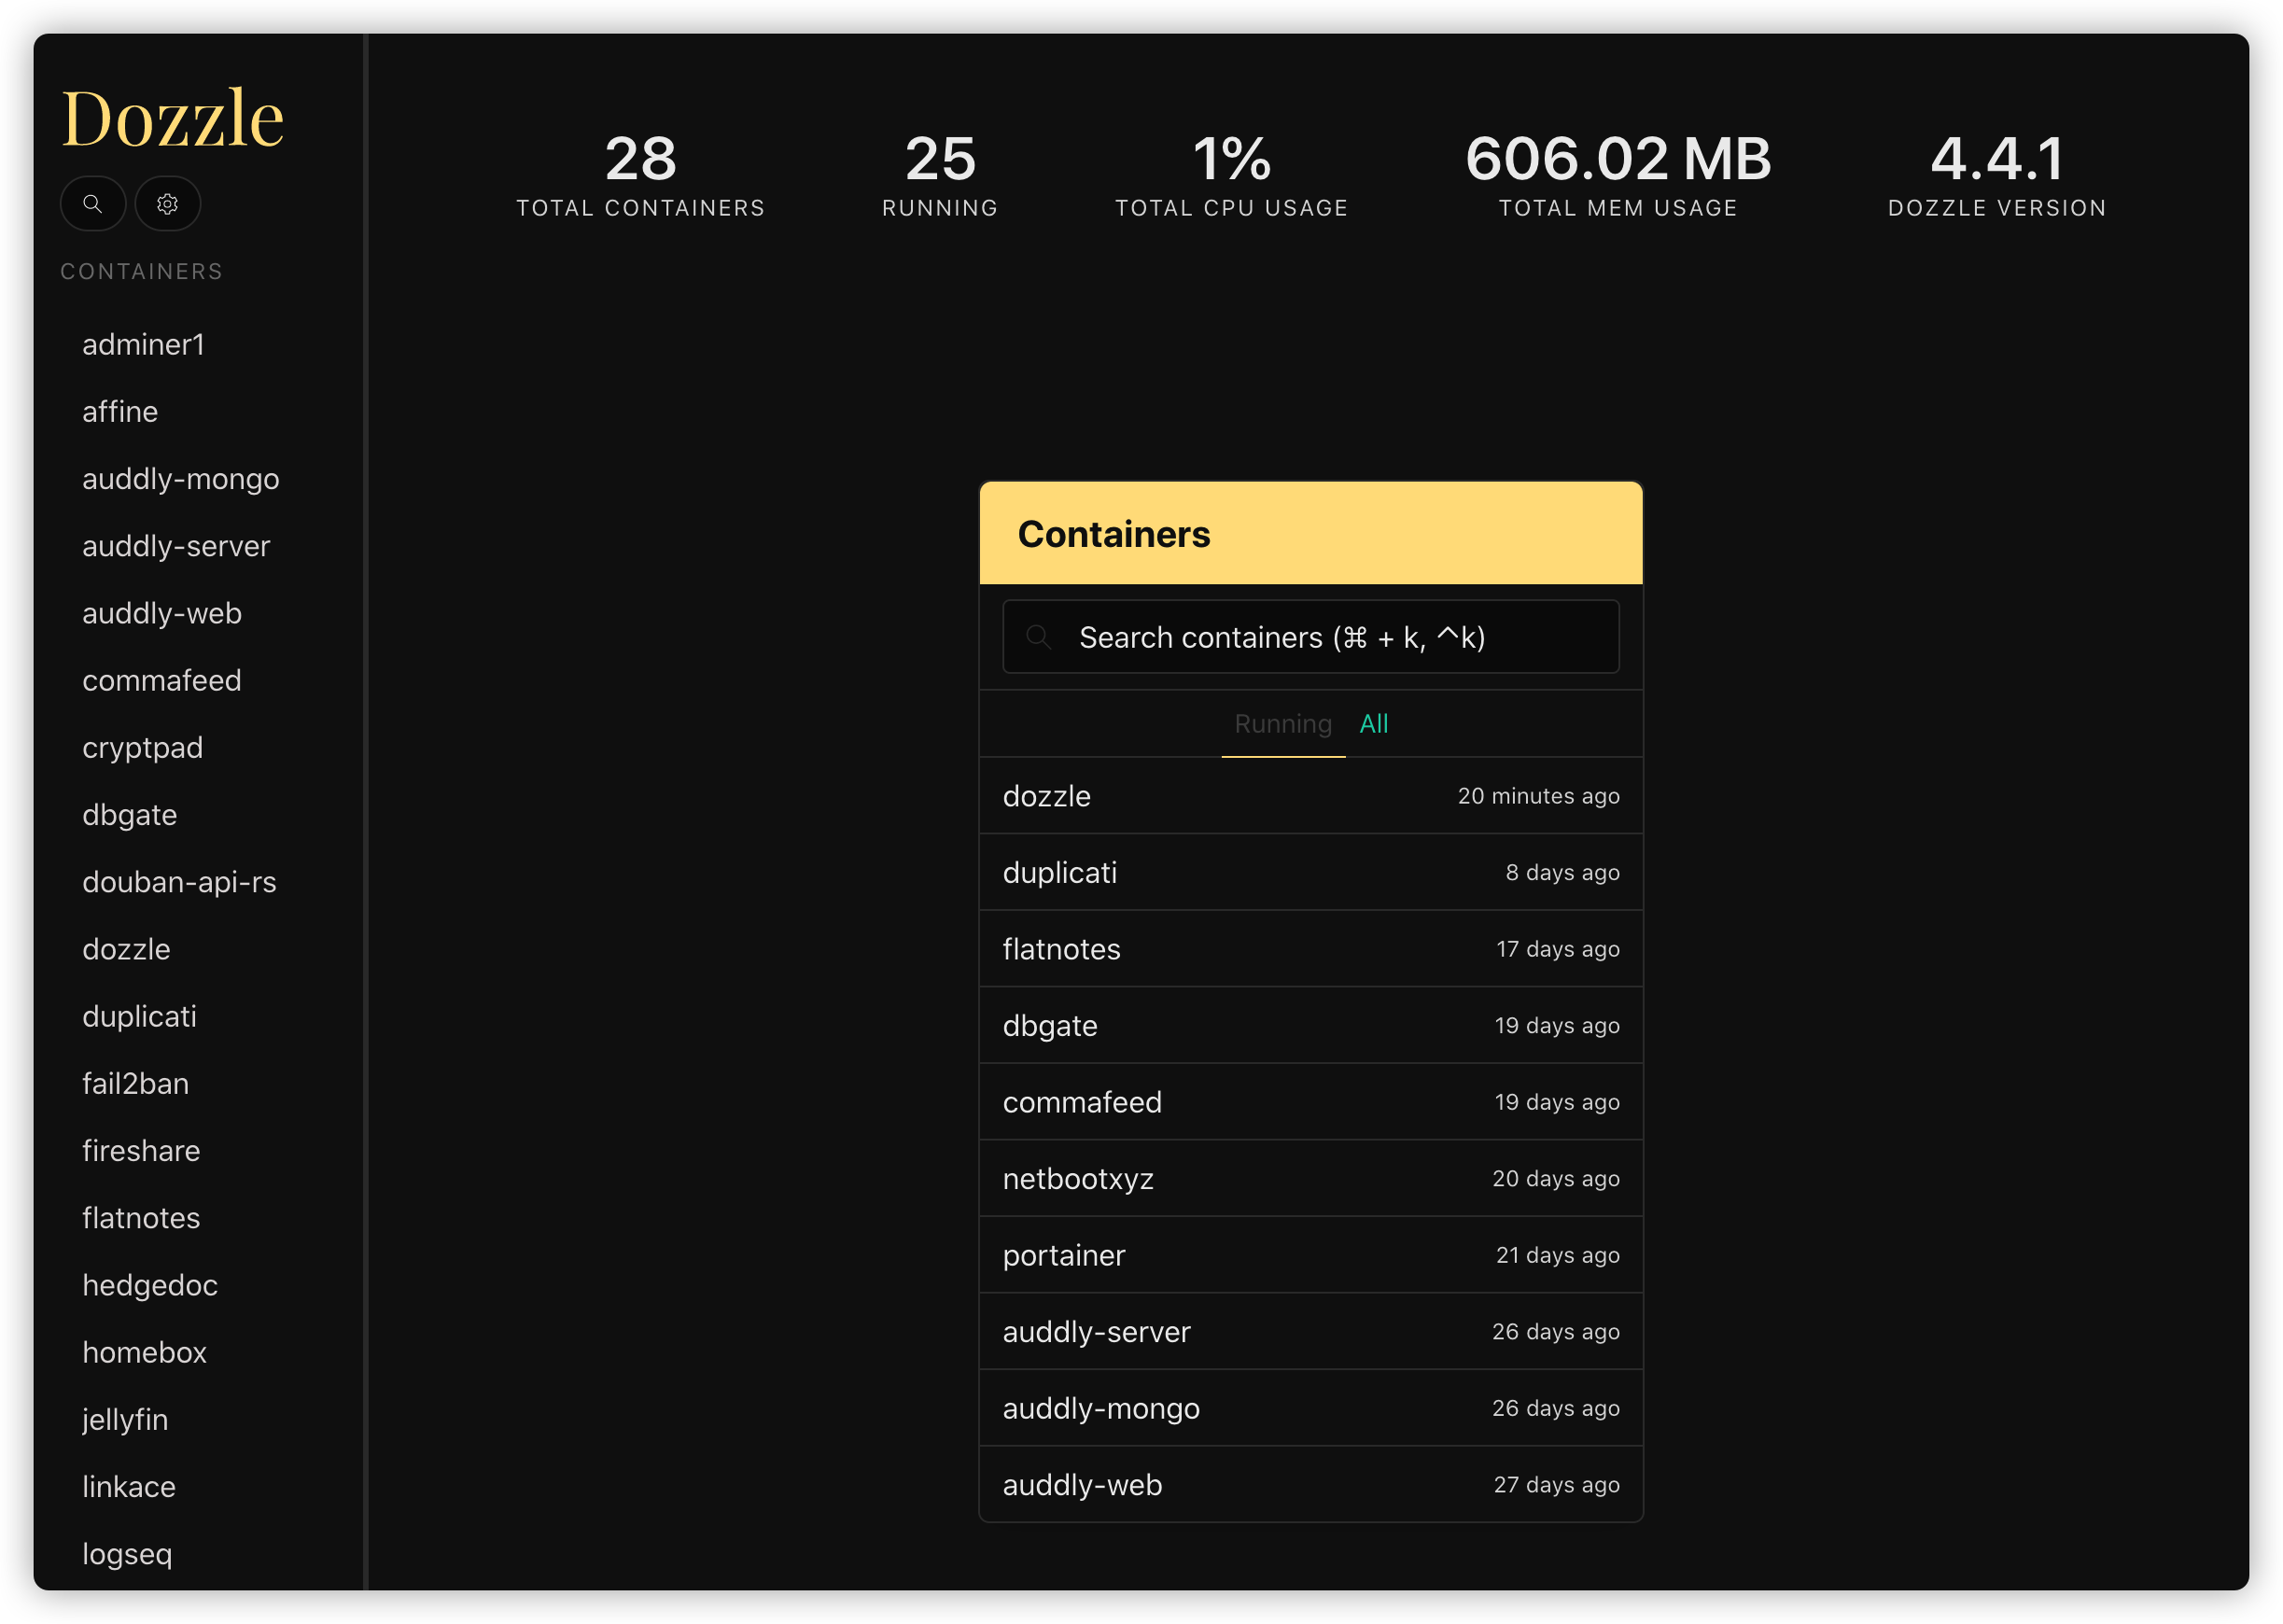 Dozzle
CONTAINERS
adminer1
affine
auddly-mongo
auddly-server
auddly-web
commafeed
cryptpad
dbgate
douban-api-rs
dozzle
duplicati
fail2ban
fireshare
flatnotes
hedgedoc
homebox
jellyfin
linkace
logseq
28 25 1% 606.02 MB 4.4.1
TOTAL CONTAINERS RUNNING TOTAL CPU USAGE TOTAL MEM USAGE DOZZLE VERSION
Containers
Search containers (⌘ + k, ⌃k)
Running All
dozzle 20 minutes ago
duplicati 8 days ago
flatnotes 17 days ago
dbgate 19 days ago
commafeed 19 days ago
netbootxyz 20 days ago
portainer 21 days ago
auddly-server 26 days ago
auddly-mongo 26 days ago
auddly-web 27 days ago